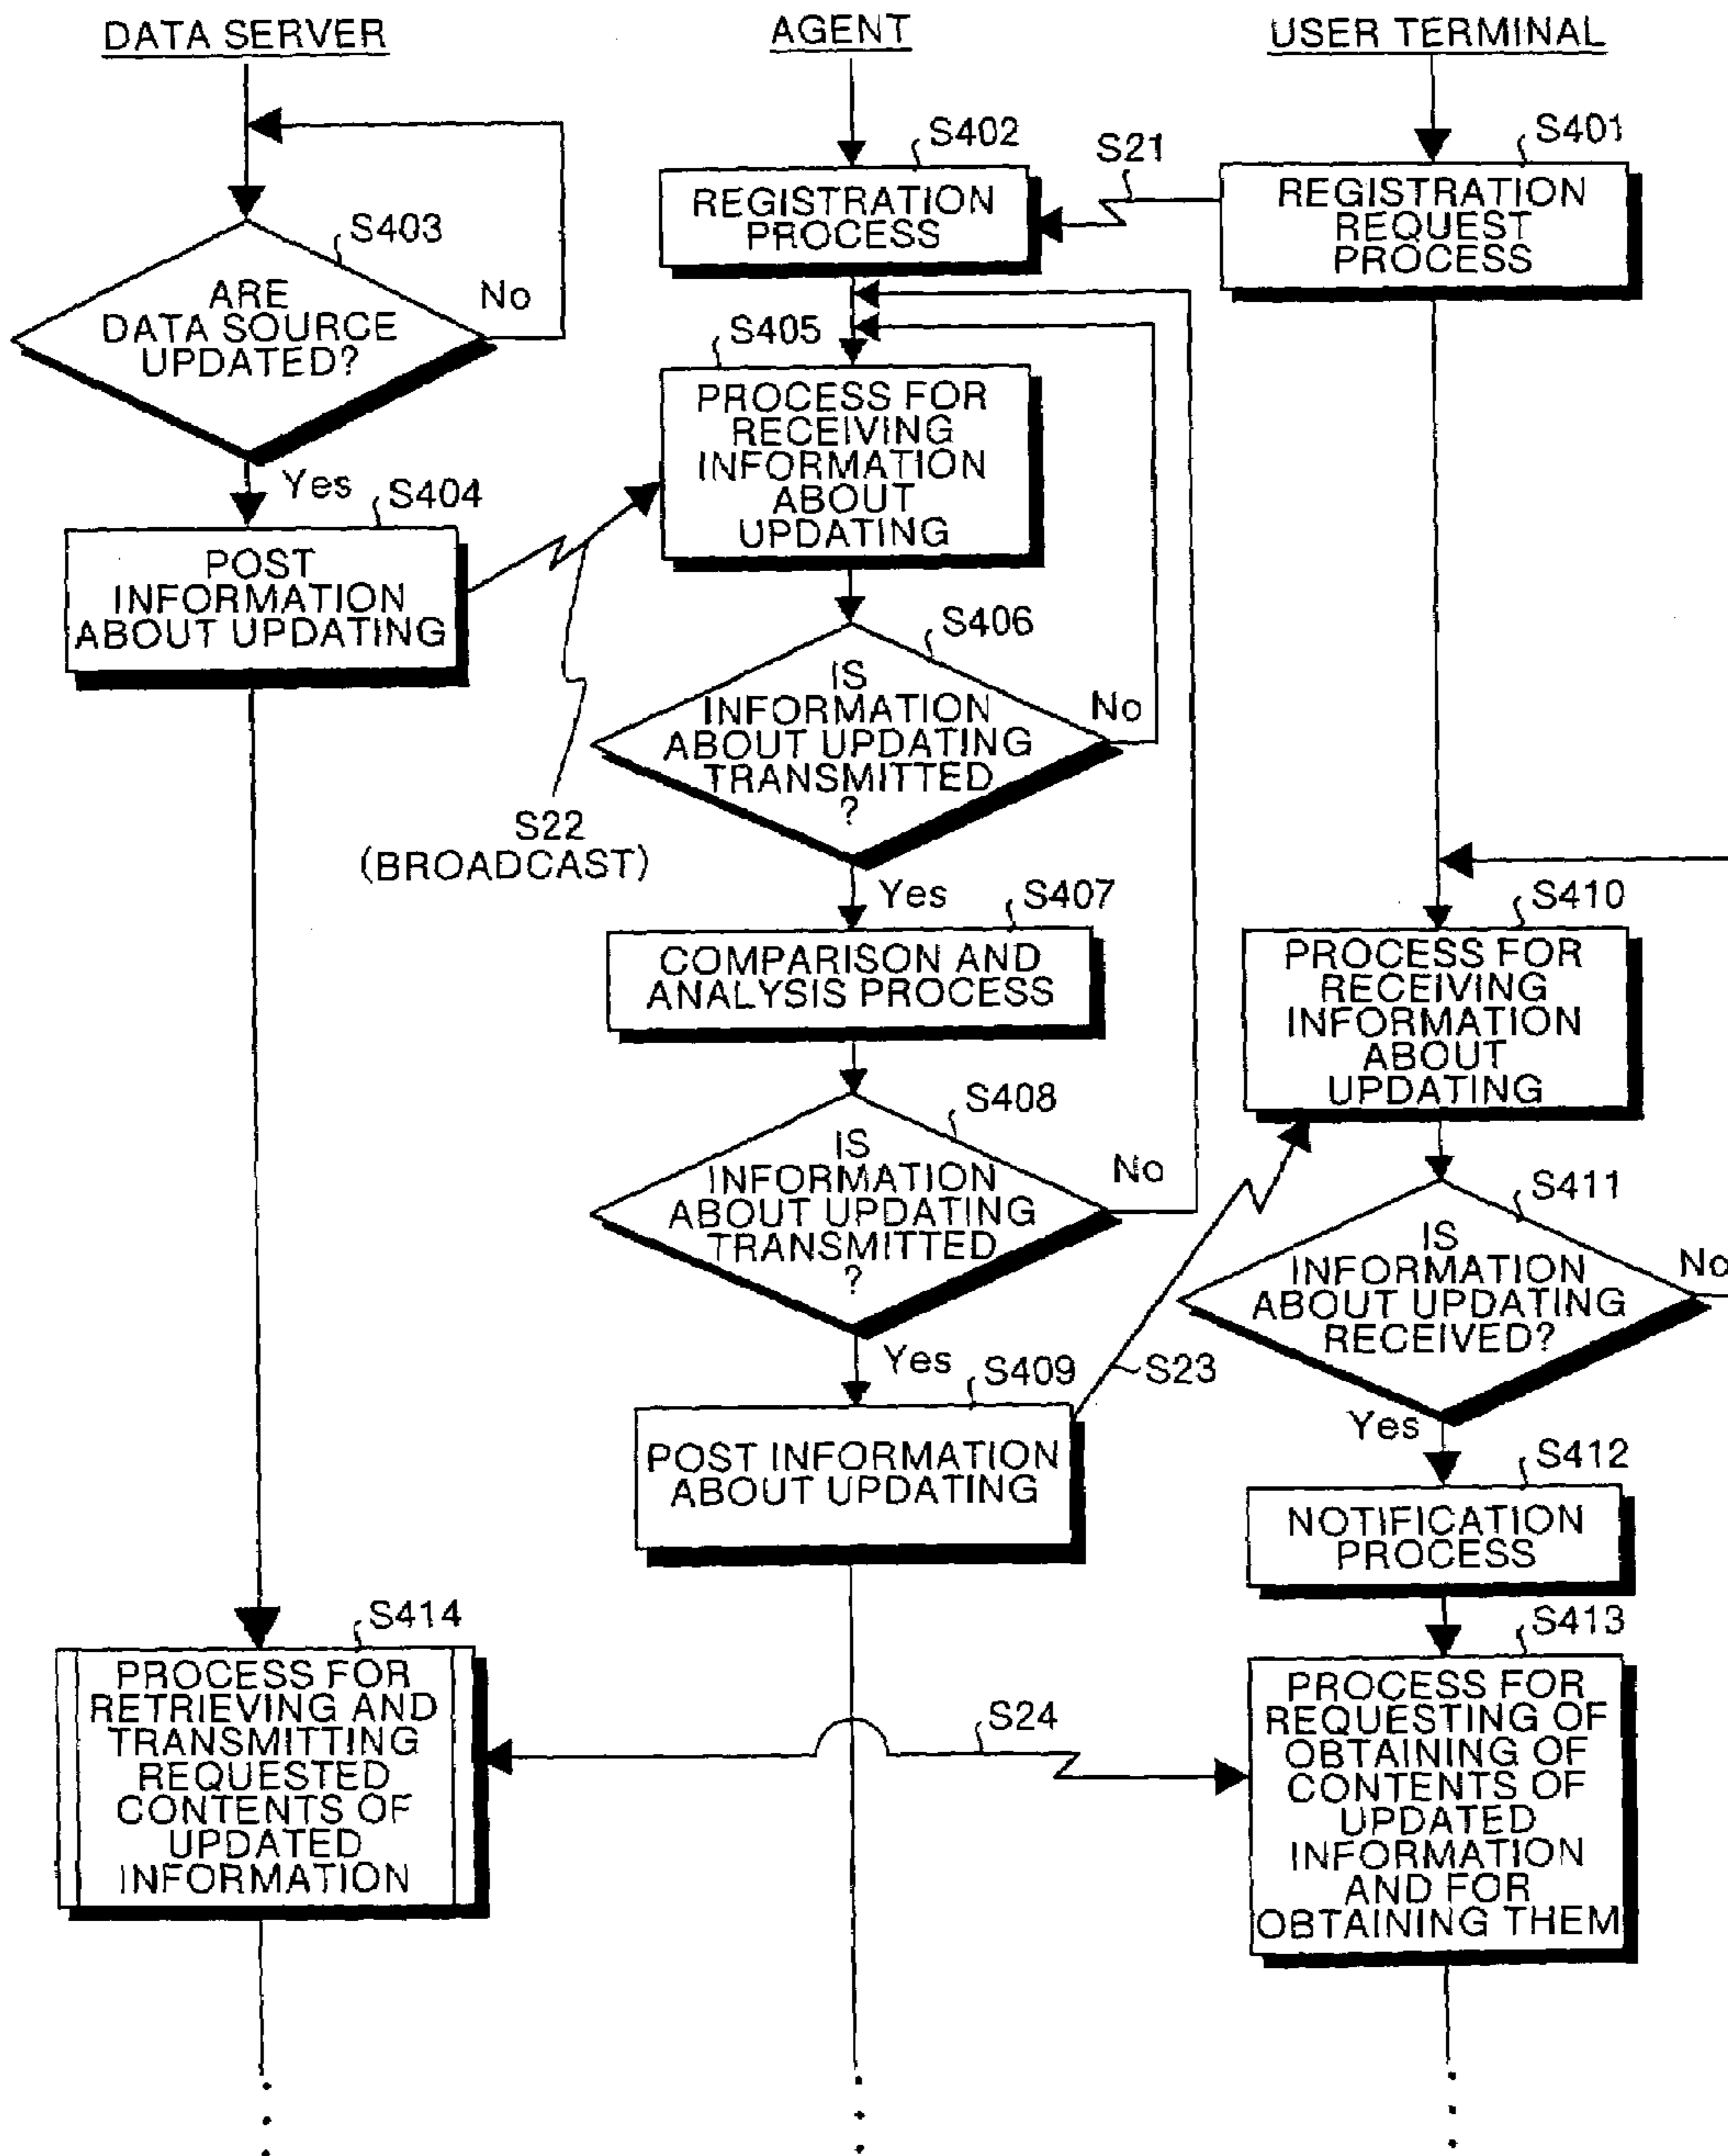 DATA SERVER
S403
ARE
DATA SOURCE
UPDATED?
No
Yes
S404
POST
INFORMATION
ABOUT UPDATING
S22
(BROADCAST)
S414
PROCESS FOR
RETRIEVING AND
TRANSMITTING
REQUESTED
CONTENTS OF
UPDATED
INFORMATION
AGENT
S402
REGISTRATION
PROCESS
S21
S405
PROCESS FOR
RECEIVING
INFORMATION
ABOUT
UPDATING
S406
IS
INFORMATION
ABOUT UPDATING
TRANSMITTED
?
No
Yes
S407
COMPARISON AND
ANALYSIS PROCESS
S408
IS
INFORMATION
ABOUT UPDATING
TRANSMITTED
?
No
Yes
S409
POST INFORMATION
ABOUT UPDATING
S23
S24
USER TERMINAL
S401
REGISTRATION
REQUEST
PROCESS
S410
PROCESS FOR
RECEIVING
INFORMATION
ABOUT
UPDATING
S411
IS
INFORMATION
ABOUT UPDATING
RECEIVED?
No
Yes
S412
NOTIFICATION
PROCESS
S413
PROCESS FOR
REQUESTING OF
OBTAINING OF
CONTENTS OF
UPDATED
INFORMATION
AND FOR
OBTAINING THEM